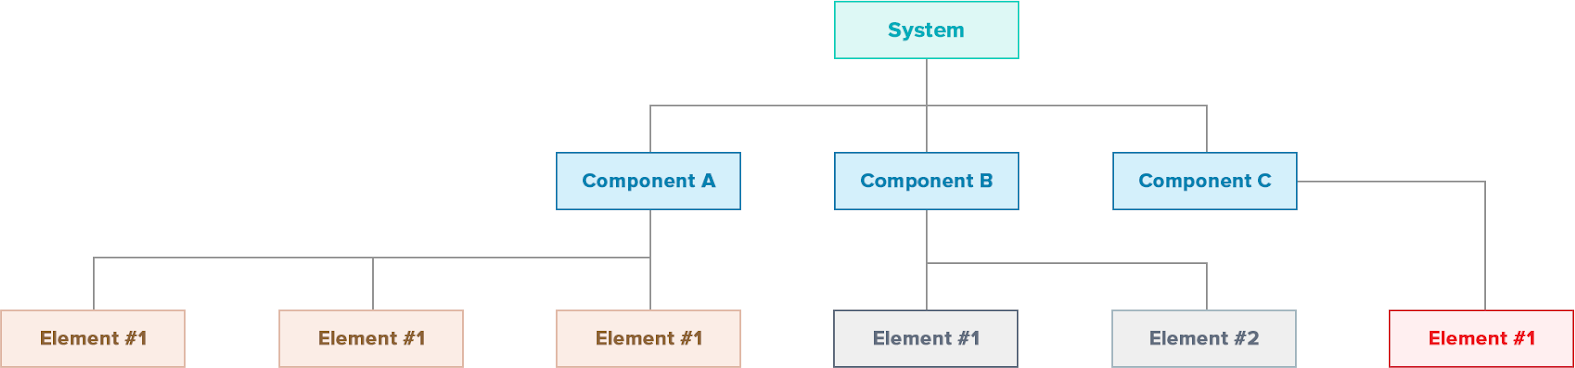 System
Component A
Component B
Component C
Element #1
Element #1
Element #1
Element #1
Element #2
Element #1